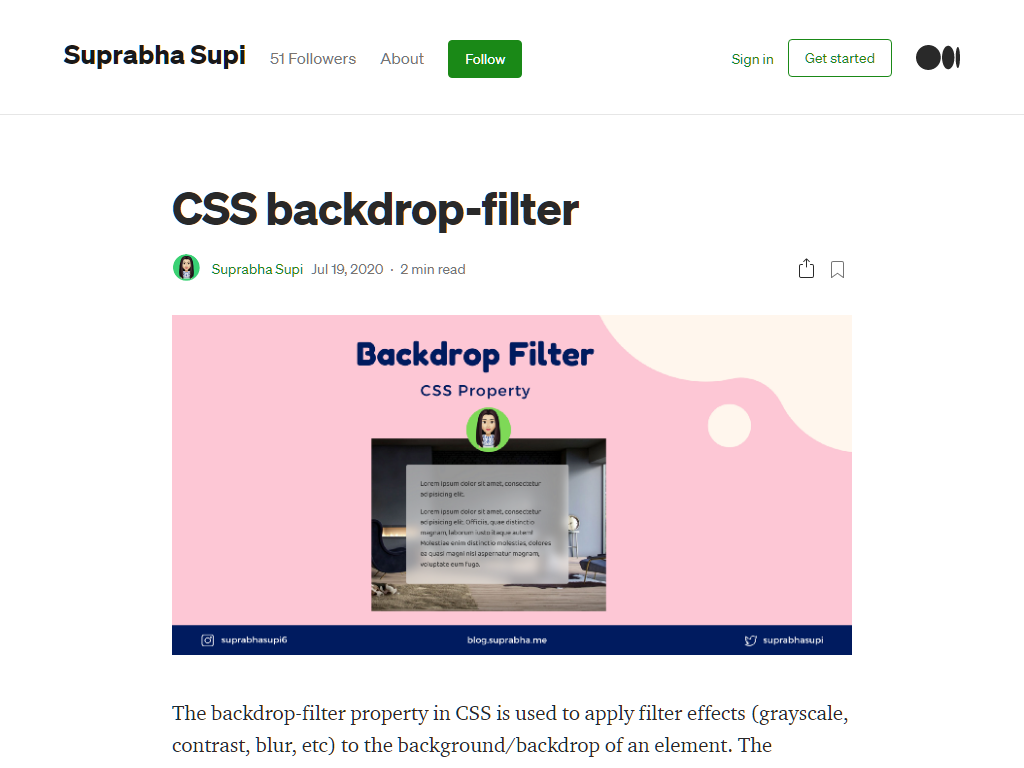 Suprabha Supi 51 Followers About Follow Sign in Get started
CSS backdrop-filter
Suprabha Supi Jul 19, 2020 · 2 min read
Backdrop Filter
CSS Property
Lorem ipsum dolor sit amet, consectetur
adipisicing elit.
Lorem ipsum dolor sit amet, consectetur
adipisicing elit. Officiis, quae distinctio
magnam, laborum iusto itaque autem!
Molestiae enim distinctio molestias, dolores
ea quasi magni nisi aspernatur magnam,
voluptate eum fuga.
suprabhasupi6 blog.suprabha.me suprabhasupi
The backdrop-filter property in CSS is used to apply filter effects (grayscale,
contrast, blur, etc) to the background/backdrop of an element. The